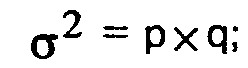 σ² = p×q;